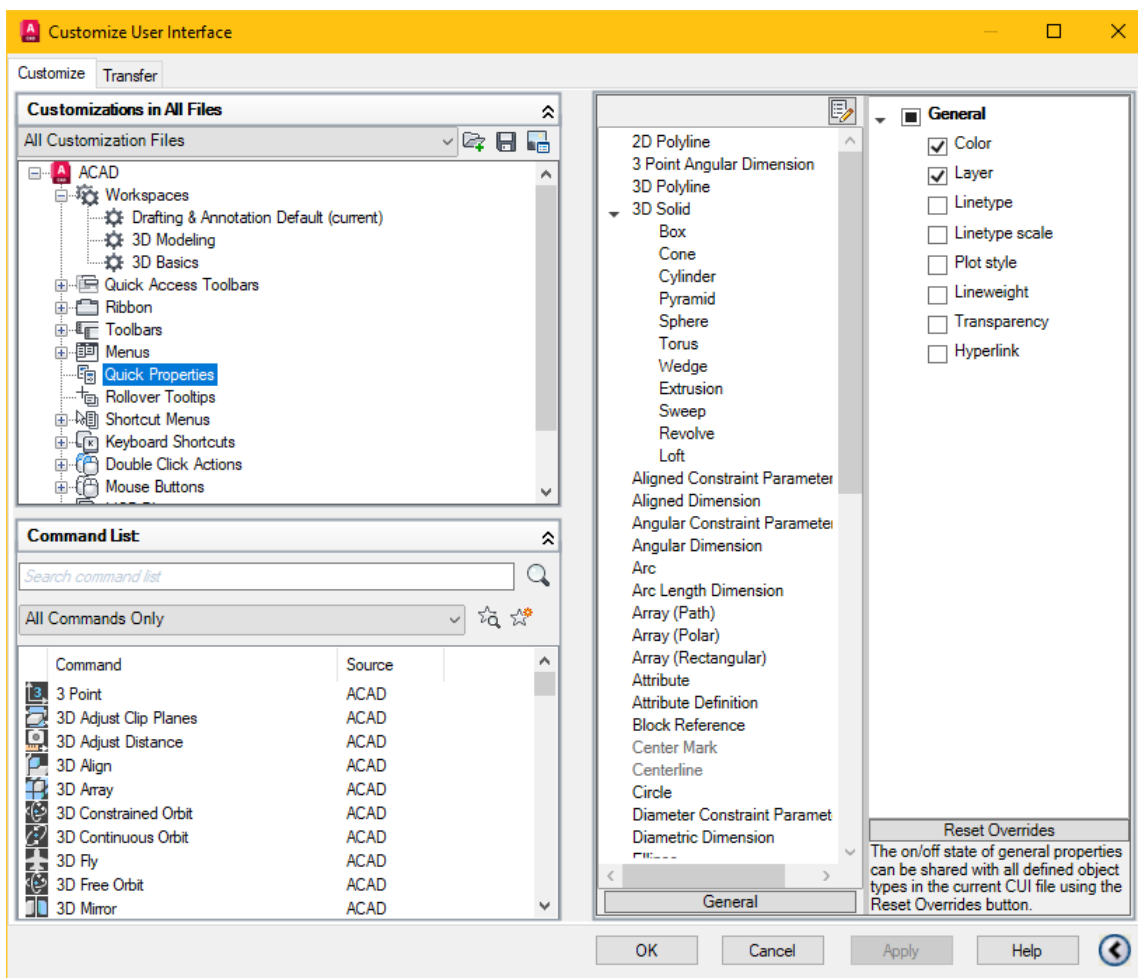 Customize User Interface
Customize
Transfer
Customizations in All Files
All Customization Files
ACAD
Workspaces
Drafting & Annotation Default (current)
3D Modeling
3D Basics
Quick Access Toolbars
Ribbon
Toolbars
Menus
Quick Properties
Rollover Tooltips
Shortcut Menus
Keyboard Shortcuts
Double Click Actions
Mouse Buttons
Command List:
Search command list
All Commands Only
Command Source
3 Point ACAD
3D Adjust Clip Planes ACAD
3D Adjust Distance ACAD
3D Align ACAD
3D Array ACAD
3D Constrained Orbit ACAD
3D Continuous Orbit ACAD
3D Fly ACAD
3D Free Orbit ACAD
3D Mirror ACAD
2D Polyline
3 Point Angular Dimension
3D Polyline
3D Solid
Box
Cone
Cylinder
Pyramid
Sphere
Torus
Wedge
Extrusion
Sweep
Revolve
Loft
Aligned Constraint Parameter
Aligned Dimension
Angular Constraint Parameter
Angular Dimension
Arc
Arc Length Dimension
Array (Path)
Array (Polar)
Array (Rectangular)
Attribute
Attribute Definition
Block Reference
Center Mark
Centerline
Circle
Diameter Constraint Paramet
Diametric Dimension
General
General
Color
Layer
Linetype
Linetype scale
Plot style
Lineweight
Transparency
Hyperlink
Reset Overrides
The on/off state of general properties
can be shared with all defined object
types in the current CUI file using the
Reset Overrides button.
OK
Cancel
Apply
Help